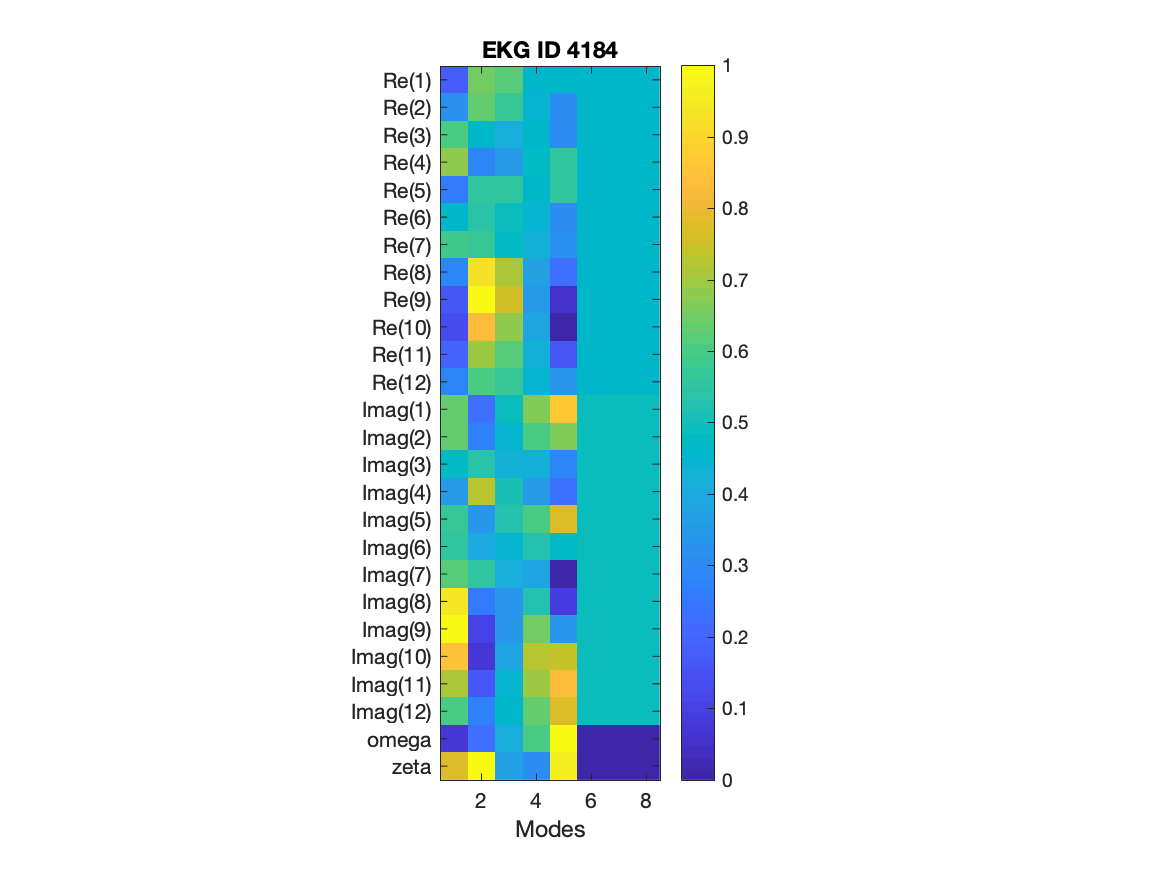 EKG ID 4184
Re(1)
Re(2)
Re(3)
Re(4)
Re(5)
Re(6)
Re(7)
Re(8)
Re(9)
Re(10)
Re(11)
Re(12)
Imag(1)
Imag(2)
Imag(3)
Imag(4)
Imag(5)
Imag(6)
Imag(7)
Imag(8)
Imag(9)
Imag(10)
Imag(11)
Imag(12)
omega
zeta
2 4 6 8
Modes
1
0.9
0.8
0.7
0.6
0.5
0.4
0.3
0.2
0.1
0